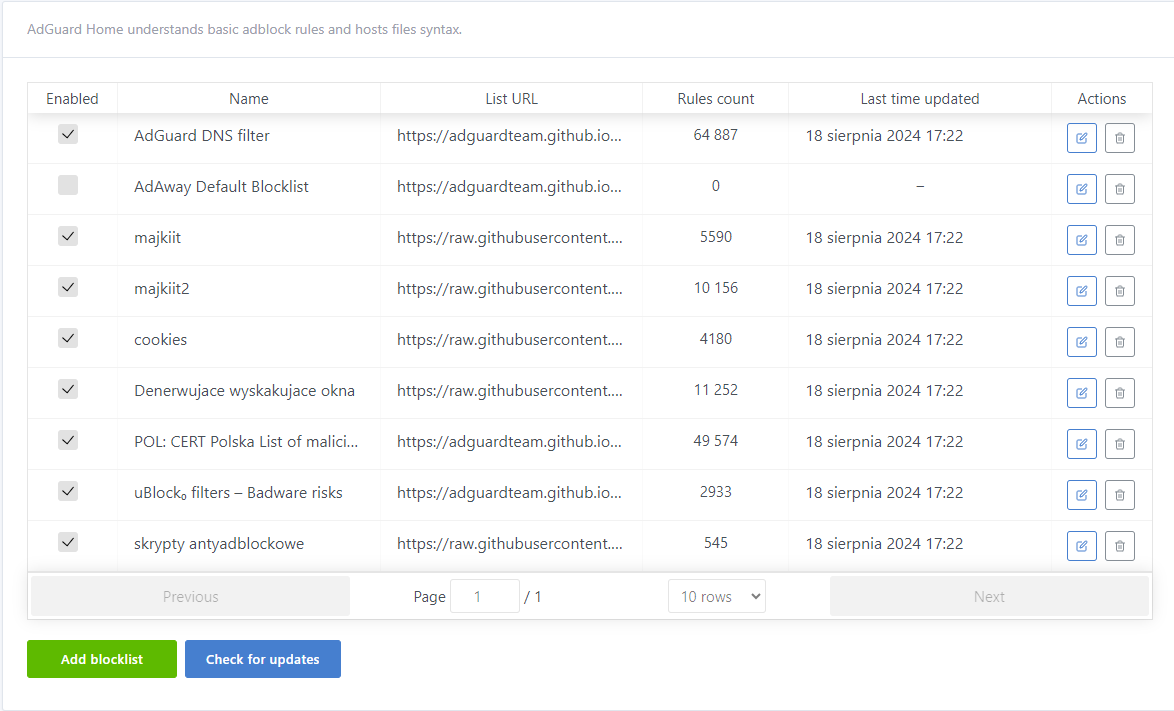 AdGuard Home understands basic adblock rules and hosts files syntax.
Enabled Name List URL Rules count Last time updated Actions
AdGuard DNS filter https://adguardteam.github.io... 64 887 18 sierpnia 2024 17:22
AdAway Default Blocklist https://adguardteam.github.io... 0 –
majkiit https://raw.githubusercontent.... 5590 18 sierpnia 2024 17:22
majkiit2 https://raw.githubusercontent.... 10 156 18 sierpnia 2024 17:22
cookies https://raw.githubusercontent.... 4180 18 sierpnia 2024 17:22
Denerwujace wyskakujace okna https://raw.githubusercontent.... 11 252 18 sierpnia 2024 17:22
POL: CERT Polska List of malici... https://adguardteam.github.io... 49 574 18 sierpnia 2024 17:22
uBlock₀ filters – Badware risks https://adguardteam.github.io... 2933 18 sierpnia 2024 17:22
skrypty antyadblockowe https://raw.githubusercontent.... 545 18 sierpnia 2024 17:22
Previous Page 1 / 1 10 rows Next
Add blocklist Check for updates